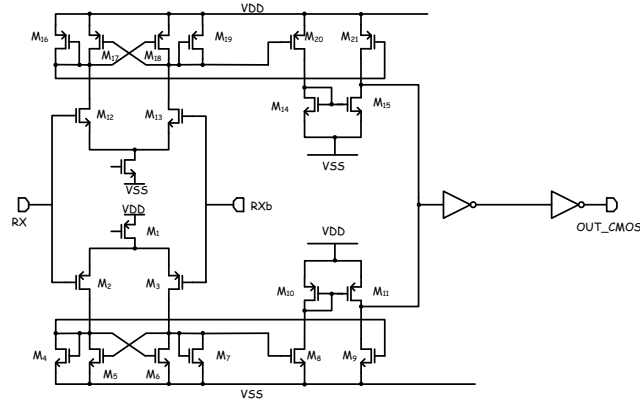 VDD
M16
M17
M18
M19
M20
M21
M12
M13
M14
M15
VSS
VSS
RX
RXb
VDD
M1
VDD
OUT_CMOS
M2
M3
M10
M11
M4
M5
M6
M7
M8
M9
VSS